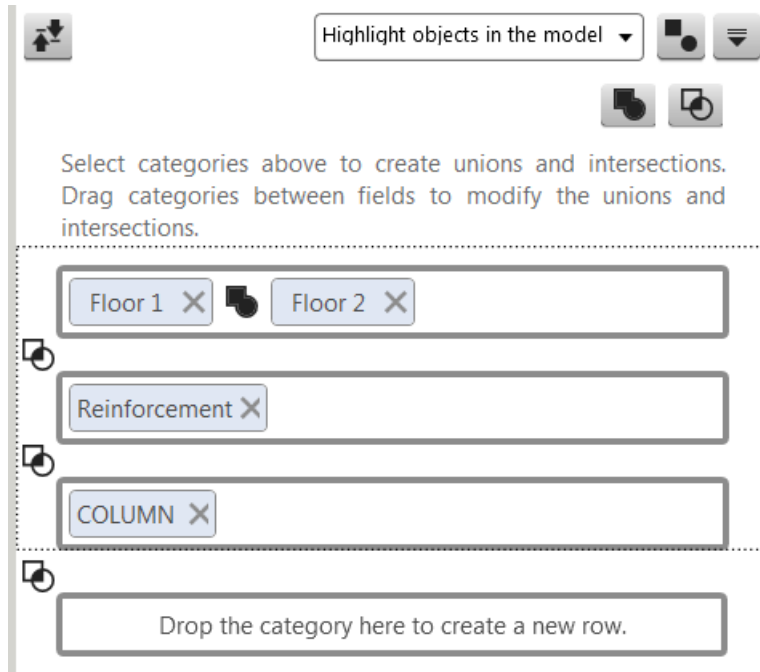 Highlight objects in the model
Select categories above to create unions and intersections.
Drag categories between fields to modify the unions and
intersections.
Floor 1 Floor 2
Reinforcement
COLUMN
Drop the category here to create a new row.